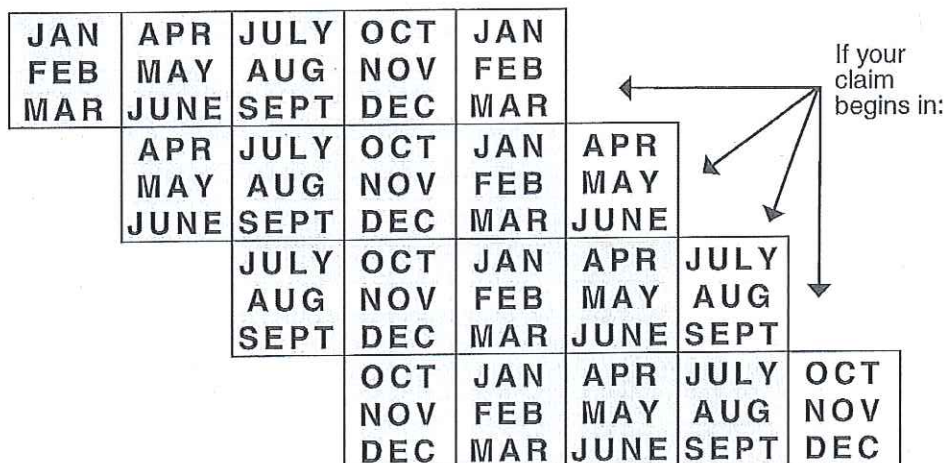 JAN APR JULY OCT JAN
FEB MAY AUG NOV FEB
MAR JUNE SEPT DEC MAR
If your
claim
begins in:
APR JULY OCT JAN APR
MAY AUG NOV FEB MAY
JUNE SEPT DEC MAR JUNE
JULY OCT JAN APR JULY
AUG NOV FEB MAY AUG
SEPT DEC MAR JUNE SEPT
OCT JAN APR JULY OCT
NOV FEB MAY AUG NOV
DEC MAR JUNE SEPT DEC